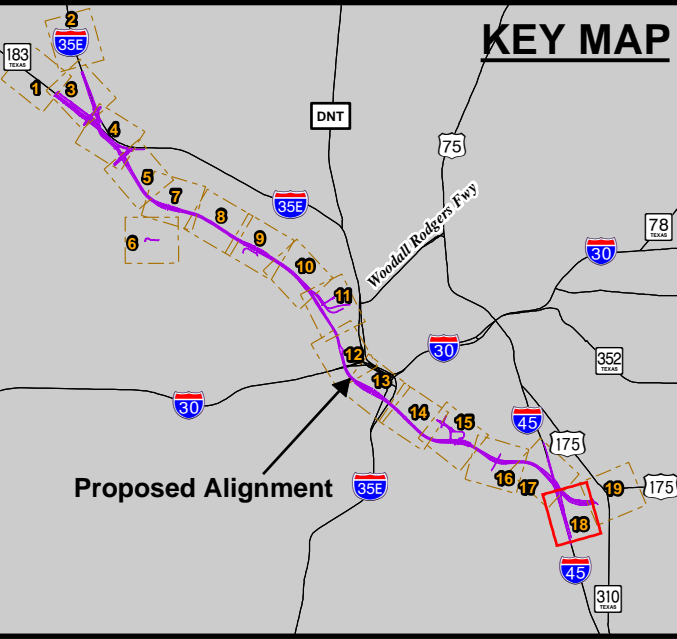 KEY MAP
2
35E
183
TEXAS
1
3
4
DNT
75
5
7
35E
8
Woodall Rodgers Fwy
78
TEXAS
6
9
30
10
11
12
30
352
TEXAS
13
30
14
15
45
175
Proposed Alignment
35E
16
17
19
175
18
45
310
TEXAS